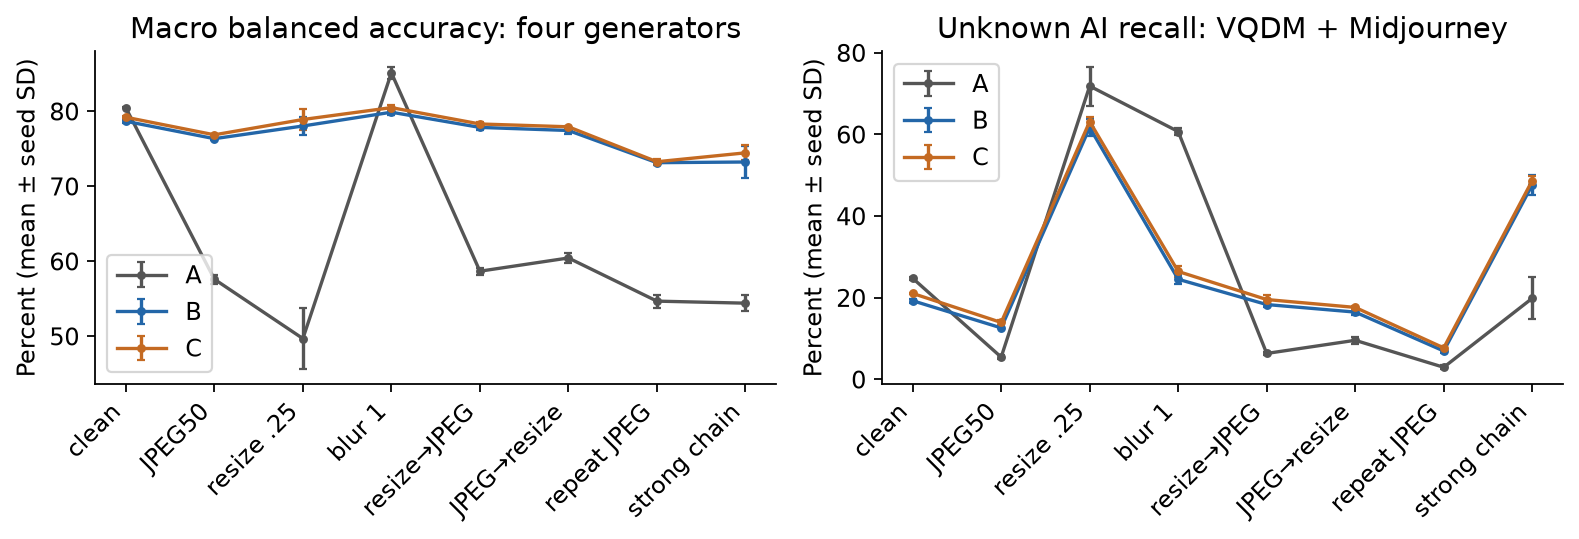 Macro balanced accuracy: four generators
Percent (mean ± seed SD)
80
70
60
50
A
B
C
clean
JPEG50
resize .25
blur 1
resize→JPEG
JPEG→resize
repeat JPEG
strong chain
Unknown AI recall: VQDM + Midjourney
Percent (mean ± seed SD)
80
60
40
20
0
A
B
C
clean
JPEG50
resize .25
blur 1
resize→JPEG
JPEG→resize
repeat JPEG
strong chain